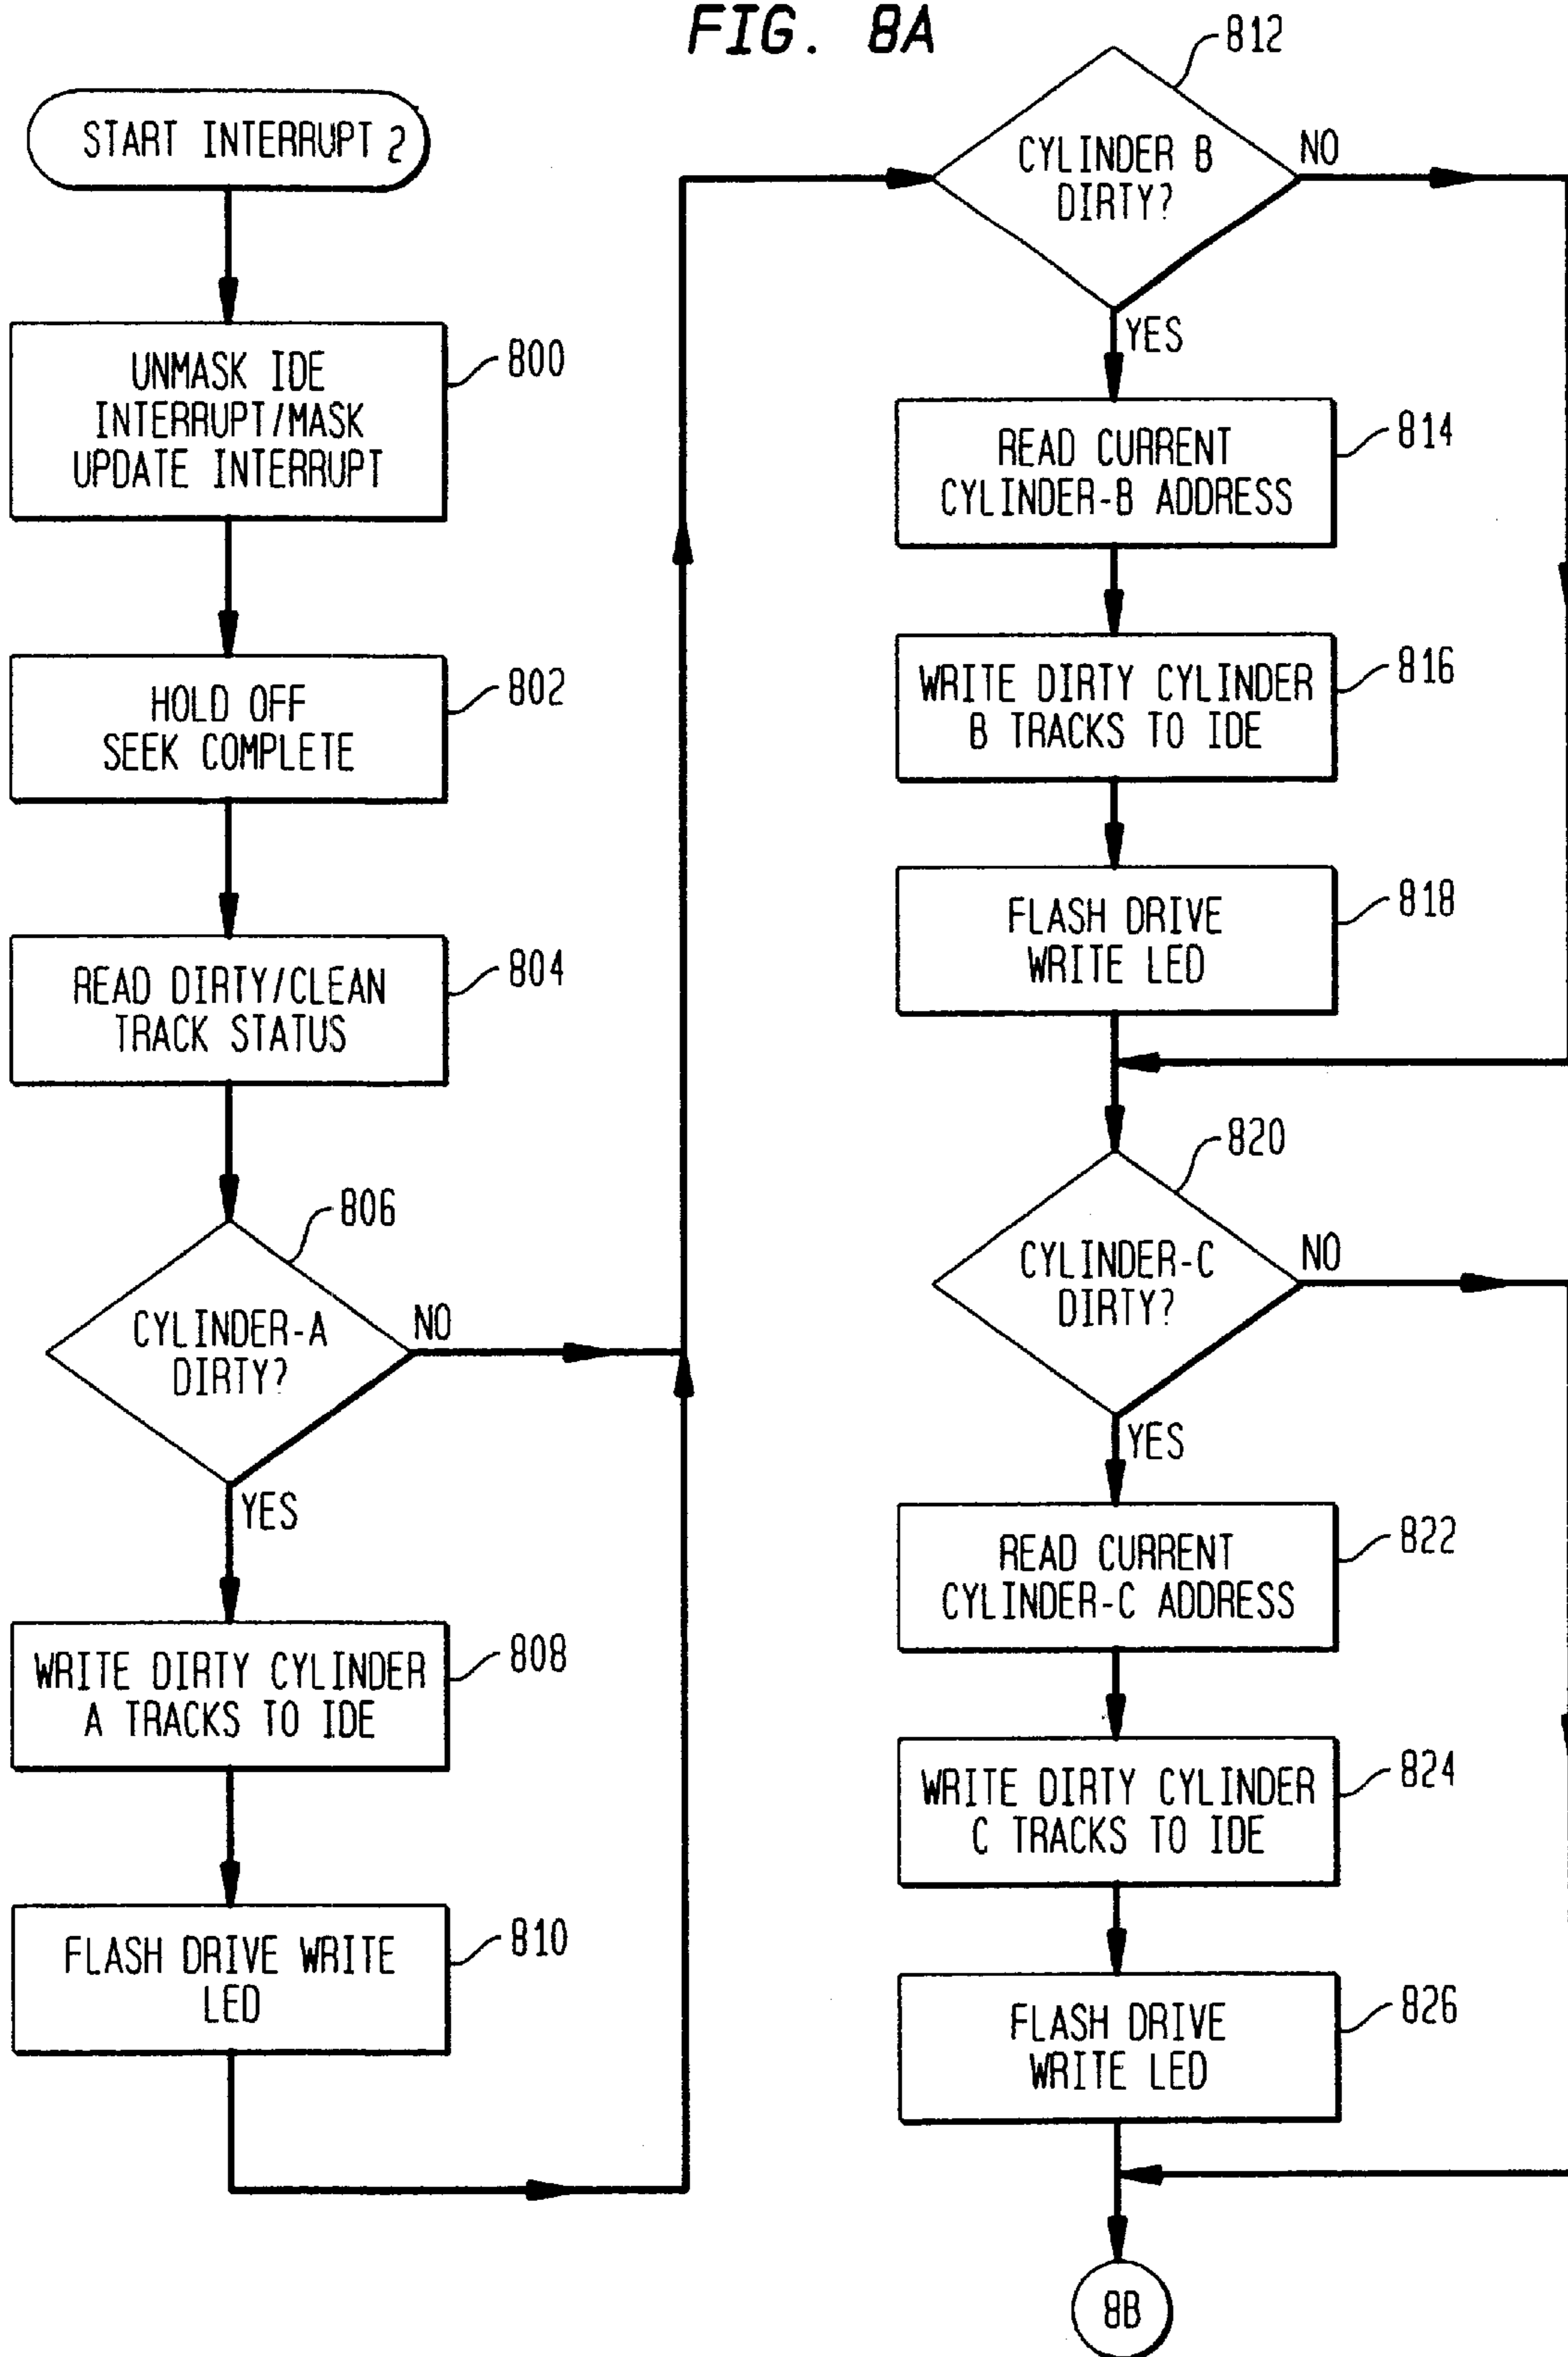 FIG. 8A
START INTERRUPT 2
UNMASK IDE
INTERRUPT/MASK
UPDATE INTERRUPT
800
HOLD OFF
SEEK COMPLETE
802
READ DIRTY/CLEAN
TRACK STATUS
804
806
CYLINDER-A
DIRTY?
NO
YES
WRITE DIRTY CYLINDER
A TRACKS TO IDE
808
FLASH DRIVE WRITE
LED
810
812
CYLINDER B
DIRTY?
NO
YES
READ CURRENT
CYLINDER-B ADDRESS
814
WRITE DIRTY CYLINDER
B TRACKS TO IDE
816
FLASH DRIVE
WRITE LED
818
820
CYLINDER-C
DIRTY?
NO
YES
READ CURRENT
CYLINDER-C ADDRESS
822
WRITE DIRTY CYLINDER
C TRACKS TO IDE
824
FLASH DRIVE
WRITE LED
826
8B